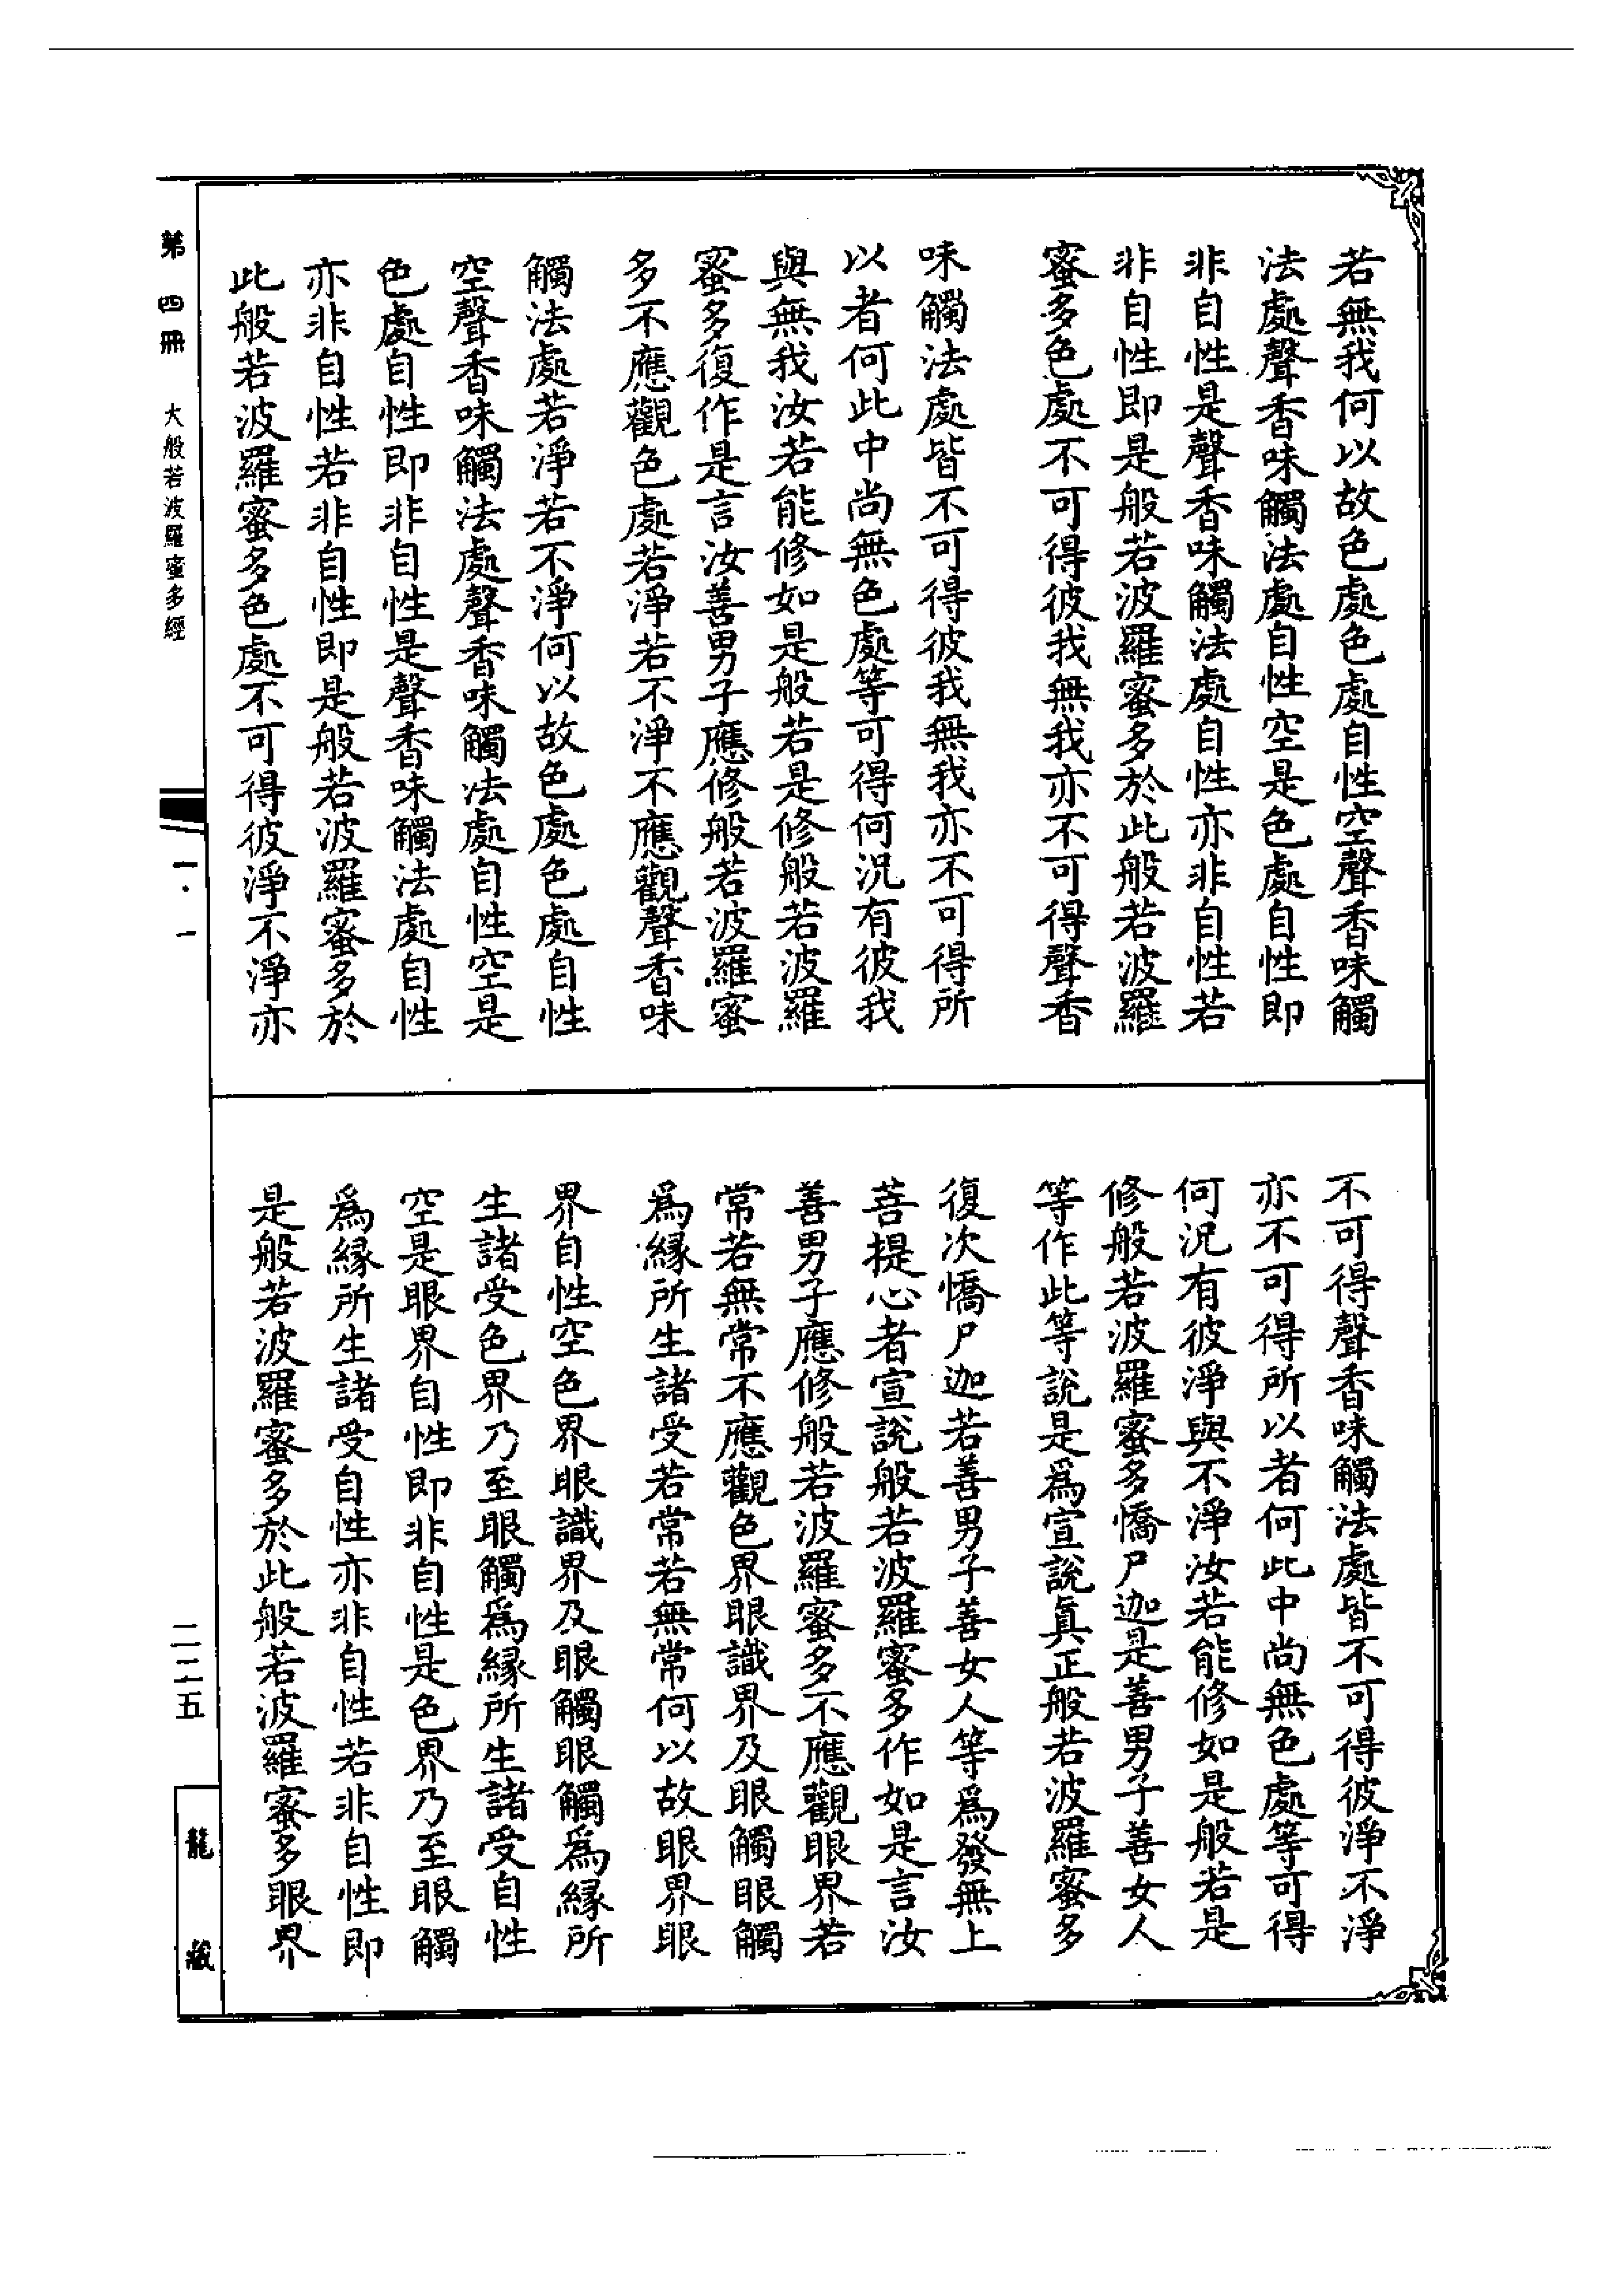 若無我何以故色處色處自性空聲香味觸
法處聲香味觸法處自性空是色處自性即
非自性是聲香味觸法處自性亦非自性若
非自性即是般若波羅蜜多於此般若波羅
蜜多色處不可得彼我無我亦不可得聲香
味觸法處皆不可得彼我無我亦不可得所
以者何此中尚無色處等可得何況有彼我
與無我汝若能修如是般若是修般若波羅
蜜多復作是言汝善男子應修般若波羅蜜
多不應觀色處若淨若不淨不應觀聲香味
觸法處若淨若不淨何以故色處色處自性
空聲香味觸法處聲香味觸法處自性空是
色處自性即非自性是聲香味觸法處自性
亦非自性若非自性即是般若波羅蜜多於
此般若波羅蜜多色處不可得彼淨不淨亦
不可得聲香味觸法處皆不可得彼淨不淨
亦不可得所以者何此中尚無色處等可得
何況有彼淨與不淨汝若能修如是般若是
修般若波羅蜜多憍尸迦是善男子善女人
等作此等說是為宣說真正般若波羅蜜多
復次憍尸迦若善男子善女人等為發無上
菩提心者宣說般若波羅蜜多作如是言汝
善男子應修般若波羅蜜多不應觀眼界若
常若無常不應觀色界眼識界及眼觸眼觸
為緣所生諸受若常若無常何以故眼界眼
界自性空色界眼識界及眼觸眼觸為緣所
生諸受色界乃至眼觸為緣所生諸受自性
空是眼界自性即非自性是色界乃至眼觸
為緣所生諸受自性亦非自性若非自性即
是般若波羅蜜多於此般若波羅蜜多眼界
第四冊 大般若波羅蜜多經
一·一
二二五
龍藏